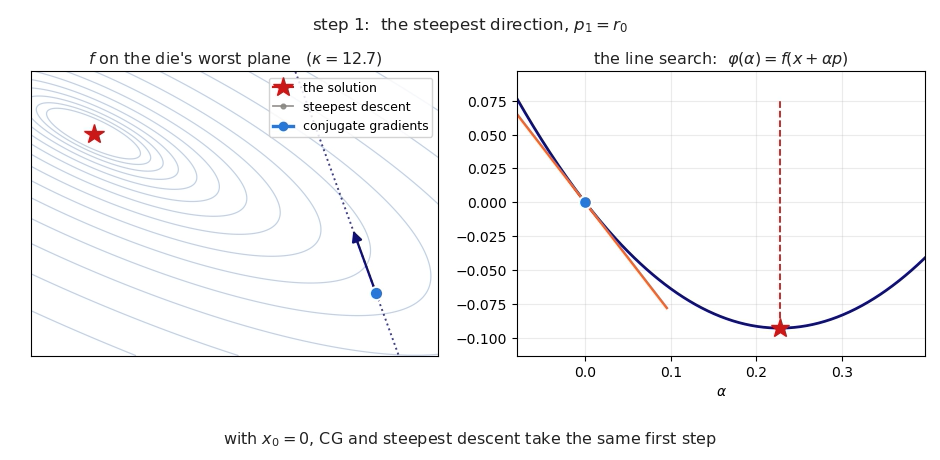 step 1: the steepest direction, p₁ = r₀
f on the die's worst plane (κ = 12.7)
the solution
steepest descent
conjugate gradients
the line search: φ(α) = f(x + αp)
0.075
0.050
0.025
0.000
−0.025
−0.050
−0.075
−0.100
0.0 0.1 0.2 0.3
α
with x₀ = 0, CG and steepest descent take the same first step